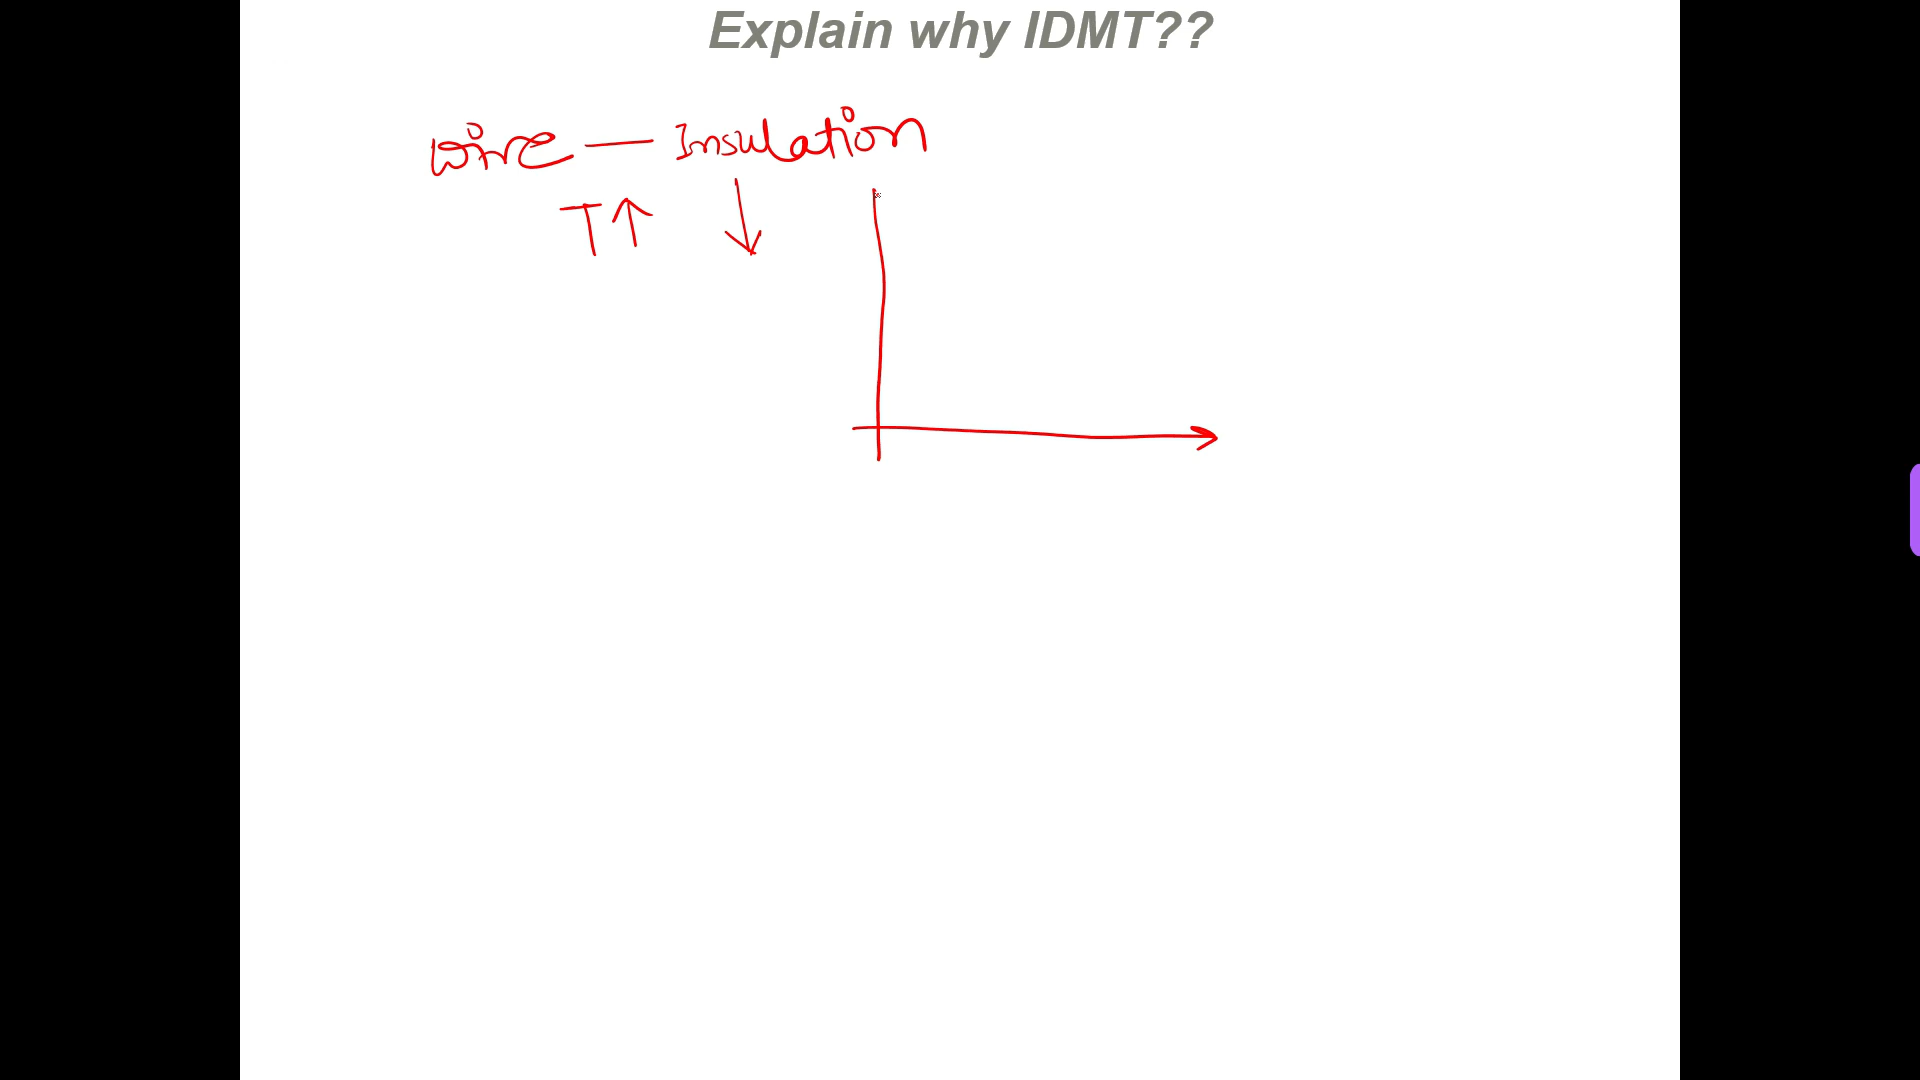 Explain why IDMT??
wire — Insulation
T↑ ↓